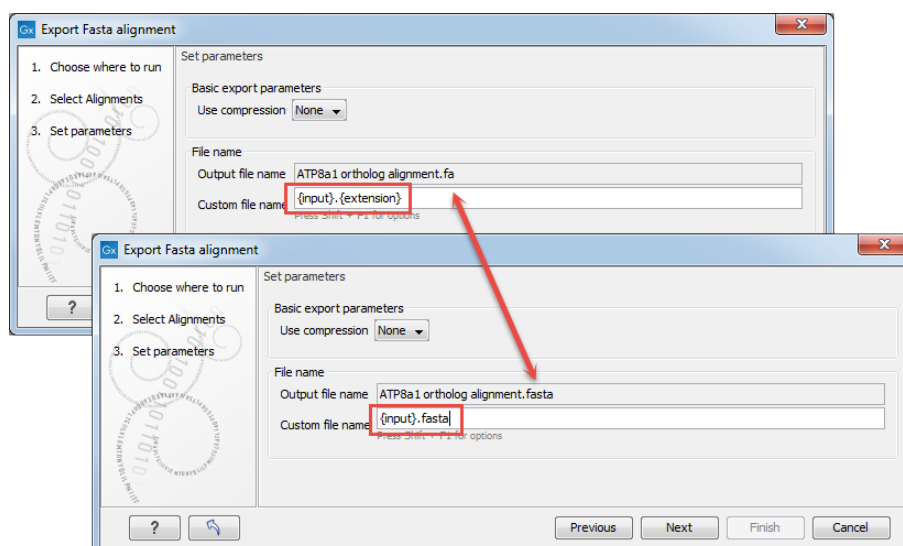 Gx Export Fasta alignment
Set parameters
1. Choose where to run
2. Select Alignments
3. Set parameters
Basic export parameters
Use compression None
File name
Output file name ATP8a1 ortholog alignment.fa
Custom file name {input}.{extension}
Press Shift + F1 for options
?
Gx Export Fasta alignment
Set parameters
1. Choose where to run
2. Select Alignments
3. Set parameters
Basic export parameters
Use compression None
File name
Output file name ATP8a1 ortholog alignment.fasta
Custom file name {input}.fasta
Press Shift + F1 for options
? Previous Next Finish Cancel